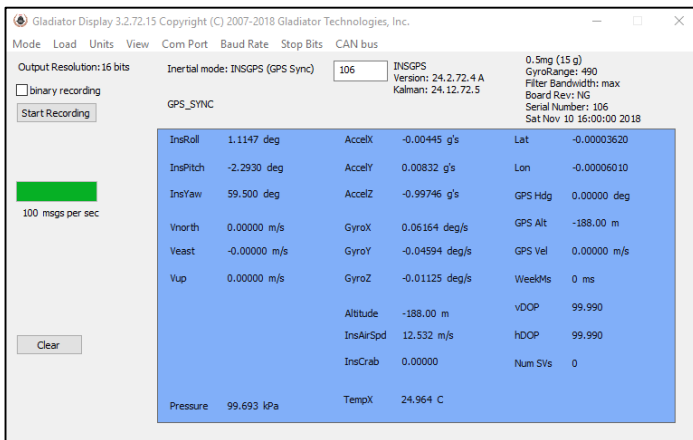 Gladiator Display 3.2.72.15 Copyright (C) 2007-2018 Gladiator Technologies, Inc.
Mode Load Units View Com Port Baud Rate Stop Bits CAN bus
Output Resolution:16 bits
binary recording
Start Recording
100 msgs per sec
Clear
Inertial mode: INSGPS (GPS Sync)
106
GPS_SYNC
INSGPS
Version: 24.2.72.4 A
Kalman: 24.12.72.5
0.5mg (15 g)
GyroRange: 490
Filter Bandwidth: max
Board Rev: NG
Serial Number: 106
Sat Nov 10 16:00:00 2018
InsRoll 1.1147 deg AccelX -0.00445 g's Lat -0.00003620
InsPitch -2.2930 deg AccelY 0.00832 g's Lon -0.00006010
InsYaw 59.500 deg AccelZ -0.99746 g's GPS Hdg 0.00000 deg
Vnorth 0.00000 m/s GyroX 0.06164 deg/s GPS Alt -188.00 m
Veast -0.00000 m/s GyroY -0.04594 deg/s GPS Vel 0.00000 m/s
Vup 0.00000 m/s GyroZ -0.01125 deg/s WeekMs 0 ms
Altitude -188.00 m vDOP 99.990
InsAirSpd 12.532 m/s hDOP 99.990
InsCrab 0.00000 Num SVs 0
Pressure 99.693 kPa TempX 24.964 C